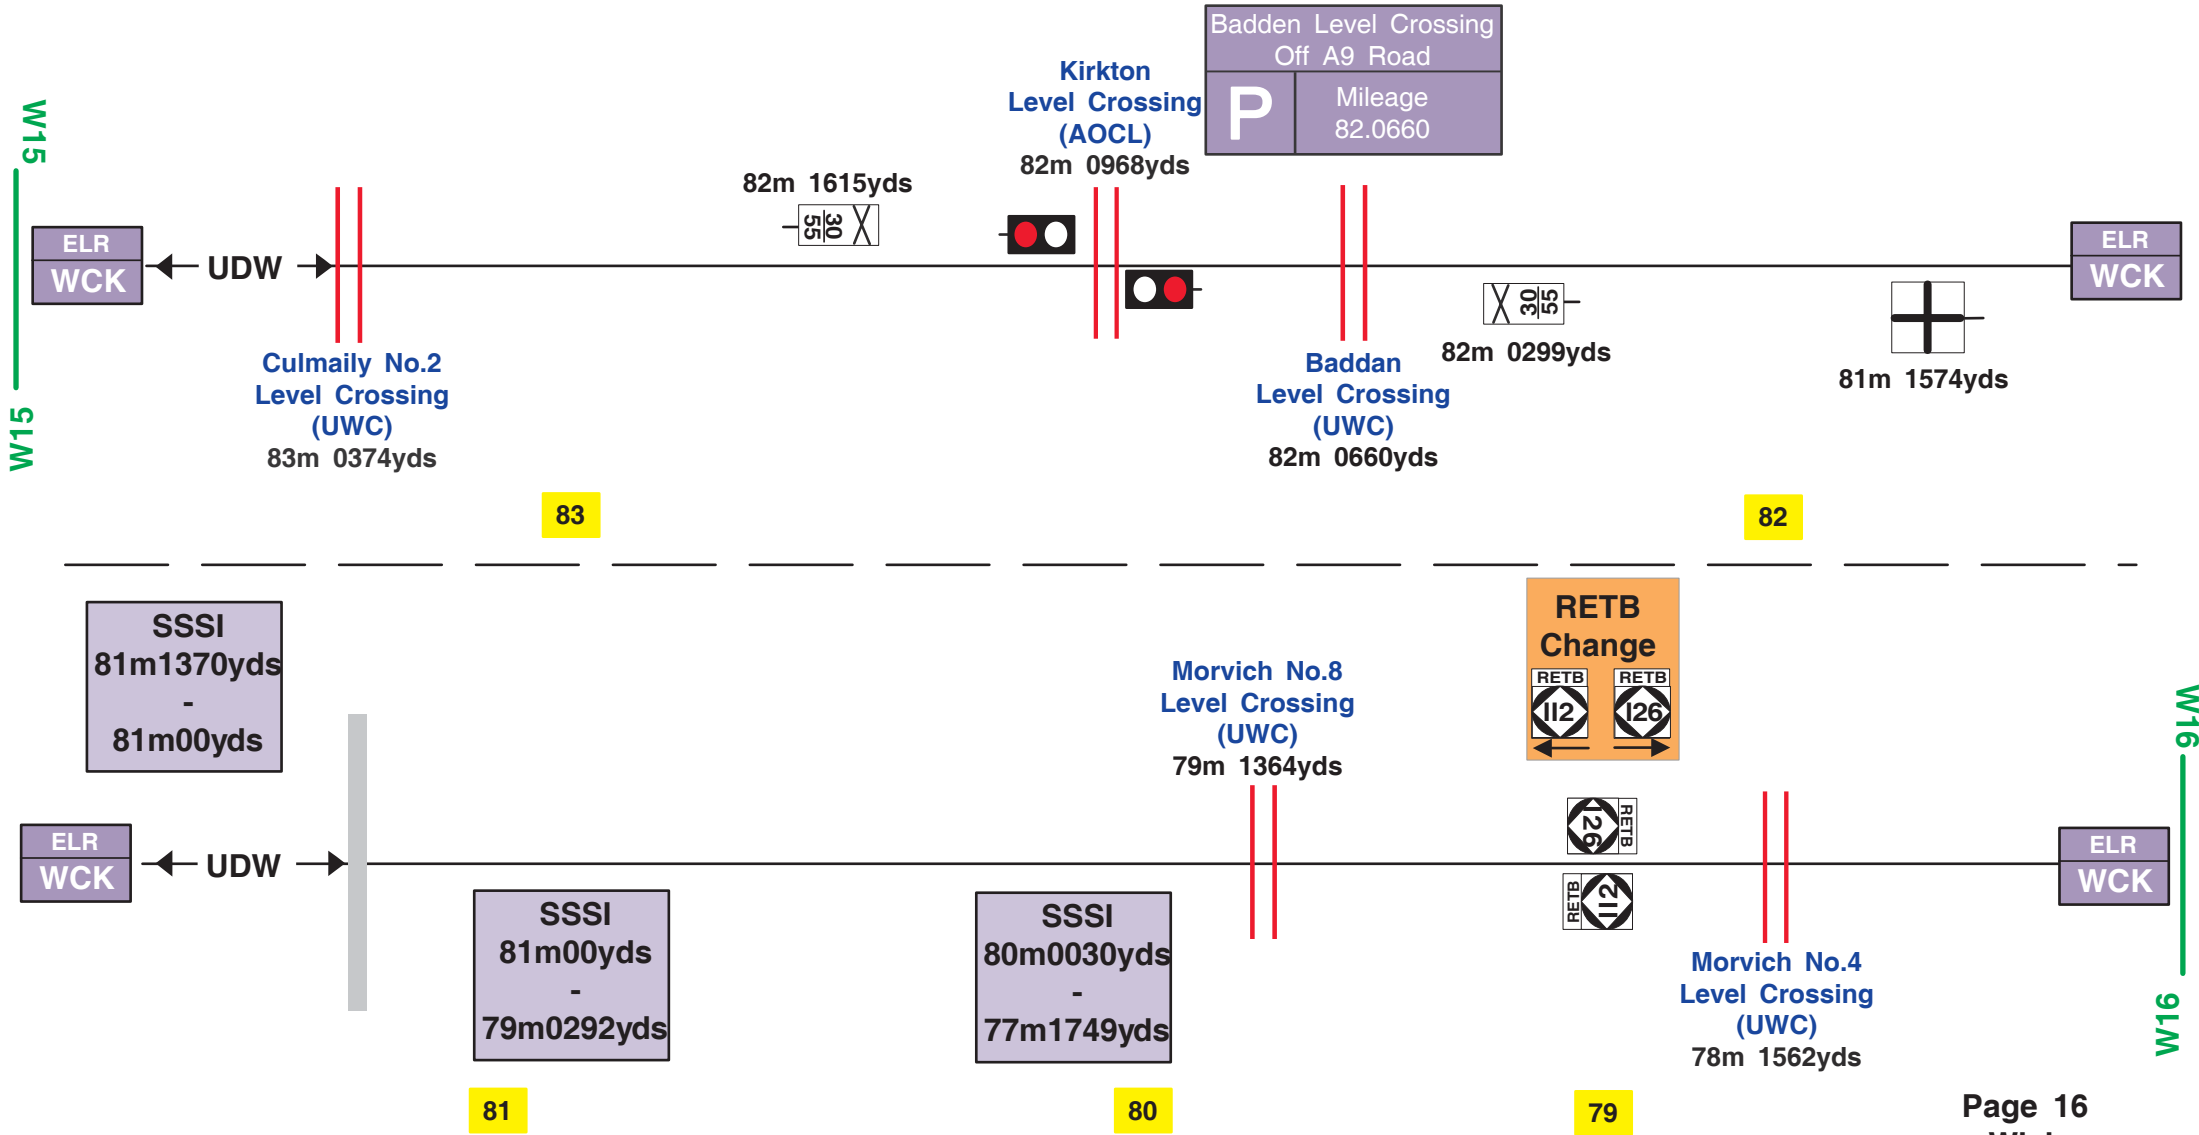 Badden Level Crossing
Off A9 Road
P
Mileage
82.0660
Kirkton
Level Crossing
(AOCL)
82m 0968yds
W15
82m 1615yds
30
55
ELR
WCK
UDW
ELR
WCK
30
55
82m 0299yds
81m 1574yds
Culmaily No.2
Level Crossing
(UWC)
83m 0374yds
Baddan
Level Crossing
(UWC)
82m 0660yds
W15
83
82
SSSI
81m1370yds
-
81m00yds
RETB
Change
RETB
112
RETB
126
Morvich No.8
Level Crossing
(UWC)
79m 1364yds
W16
126
RETB
ELR
WCK
UDW
ELR
WCK
RETB
112
SSSI
81m00yds
-
79m0292yds
SSSI
80m0030yds
-
77m1749yds
Morvich No.4
Level Crossing
(UWC)
78m 1562yds
W16
81
80
79
Page 16